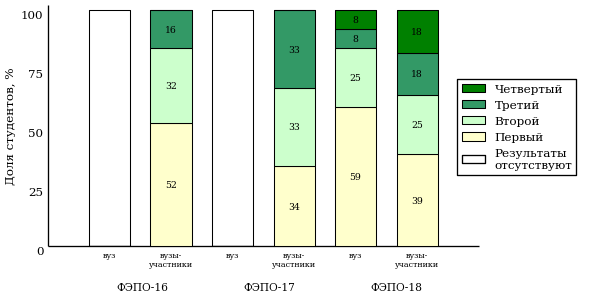 Доля студентов, %
100
75
50
25
0
16
32
52
33
33
34
8
8
25
59
18
18
25
39
вуз
вузы-
участники
вуз
вузы-
участники
вуз
вузы-
участники
ФЭПО-16
ФЭПО-17
ФЭПО-18
Четвертый
Третий
Второй
Первый
Результаты
отсутствуют